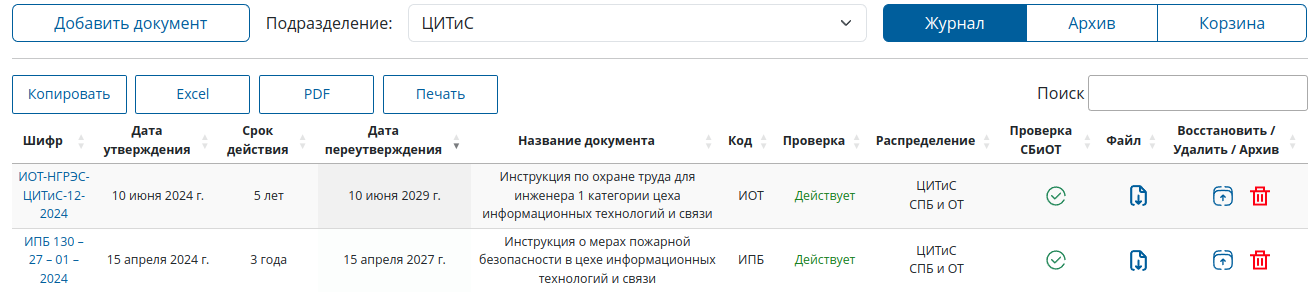 Добавить документ Подразделение: ЦИТиС Журнал Архив Корзина
Копировать Excel PDF Печать Поиск
Шифр Дата утверждения Срок действия Дата переутверждения Название документа Код Проверка Распределение Проверка СБиОТ Файл Восстановить / Удалить / Архив
ИОТ-НГРЭС-
ЦИТиС-12-
2024
10 июня 2024 г.
5 лет
10 июня 2029 г.
Инструкция по охране труда для
инженера 1 категории цеха
информационных технологий и связи
ИОТ
Действует
ЦИТиС
СПБ и ОТ
ИПБ 130 –
27 – 01 –
2024
15 апреля 2024 г.
3 года
15 апреля 2027 г.
Инструкция о мерах пожарной
безопасности в цехе информационных
технологий и связи
ИПБ
Действует
ЦИТиС
СПБ и ОТ